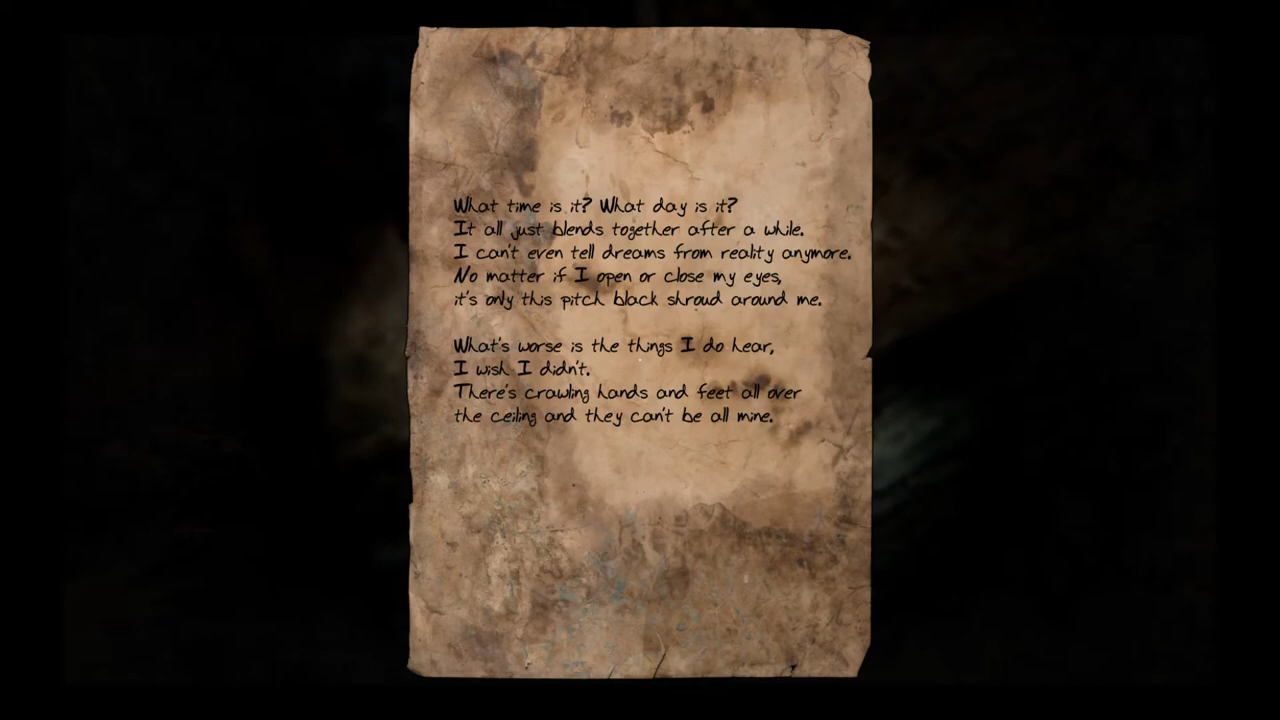 What time is it? What day is it?
It all just blends together after a while.
I can't even tell dreams from reality anymore.
No matter if I open or close my eyes,
it's only this pitch black shroud around me.
What's worse is the things I do hear,
I wish I didn't.
There's crawling hands and feet all over
the ceiling and they can't be all mine.